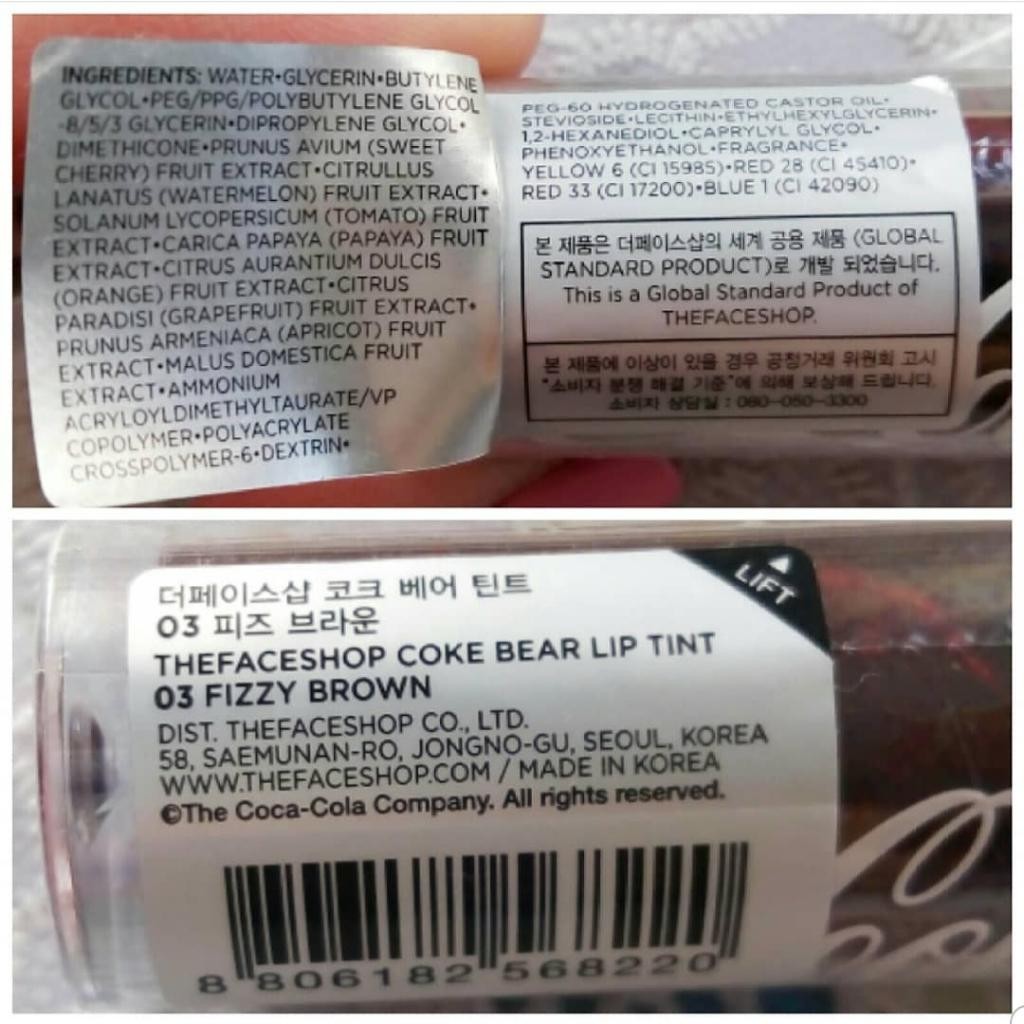 INGREDIENTS: WATER•GLYCERIN•BUTYLENE
GLYCOL•PEG/PPG/POLYBUTYLENE GLYCOL
-8/5/3 GLYCERIN•DIPROPYLENE GLYCOL•
DIMETHICONE•PRUNUS AVIUM (SWEET
CHERRY) FRUIT EXTRACT•CITRULLUS
LANATUS (WATERMELON) FRUIT EXTRACT•
SOLANUM LYCOPERSICUM (TOMATO) FRUIT
EXTRACT•CARICA PAPAYA (PAPAYA) FRUIT
EXTRACT•CITRUS AURANTIUM DULCIS
(ORANGE) FRUIT EXTRACT•CITRUS
PARADISI (GRAPEFRUIT) FRUIT EXTRACT•
PRUNUS ARMENIACA (APRICOT) FRUIT
EXTRACT•MALUS DOMESTICA FRUIT
EXTRACT•AMMONIUM
ACRYLOYLDIMETHYLTAURATE/VP
COPOLYMER•POLYACRYLATE
CROSSPOLYMER-6•DEXTRIN•
PEG-60 HYDROGENATED CASTOR OIL•
STEVIOSIDE•LECITHIN•ETHYLHEXYLGLYCERIN•
1,2-HEXANEDIOL•CAPRYLYL GLYCOL•
PHENOXYETHANOL•FRAGRANCE•
YELLOW 6 (CI 15985)•RED 28 (CI 45410)•
RED 33 (CI 17200)•BLUE 1 (CI 42090)
본 제품은 더페이스샵의 세계 공용 제품 (GLOBAL
STANDARD PRODUCT)로 개발 되었습니다.
This is a Global Standard Product of
THEFACESHOP.
본 제품에 이상이 있을 경우 공정거래 위원회 고시
"소비자 분쟁 해결 기준"에 의해 보상해 드립니다.
소비자 상담실 : 080-050-3300
LIFT
더페이스샵 코크 베어 틴트
03 피즈 브라운
THEFACESHOP COKE BEAR LIP TINT
03 FIZZY BROWN
DIST. THEFACESHOP CO., LTD.
58, SAEMUNAN-RO, JONGNO-GU, SEOUL, KOREA
WWW.THEFACESHOP.COM / MADE IN KOREA
©The Coca-Cola Company. All rights reserved.
8 806182 568220